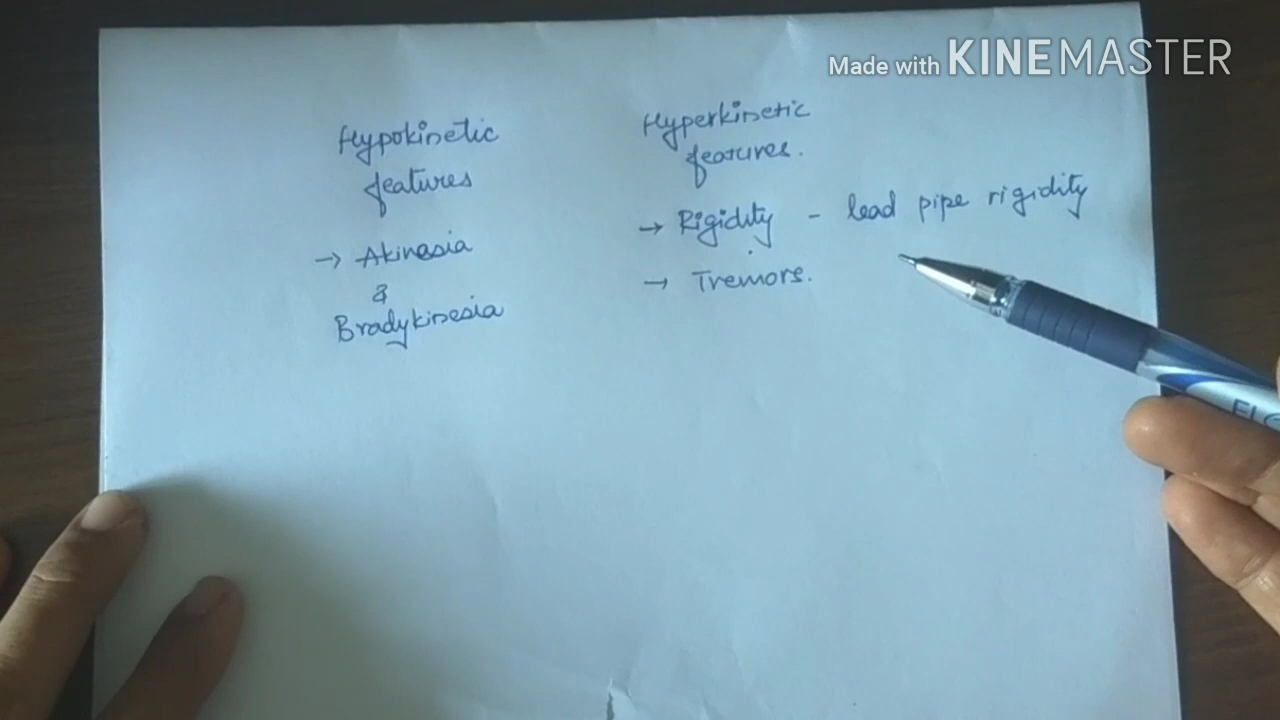 Made with KINEMASTER
Hypokinetic
features
→ Akinesia
&
Bradykinesia
Hyperkinetic
features.
→ Rigidity - lead pipe rigidity
→ Tremors.